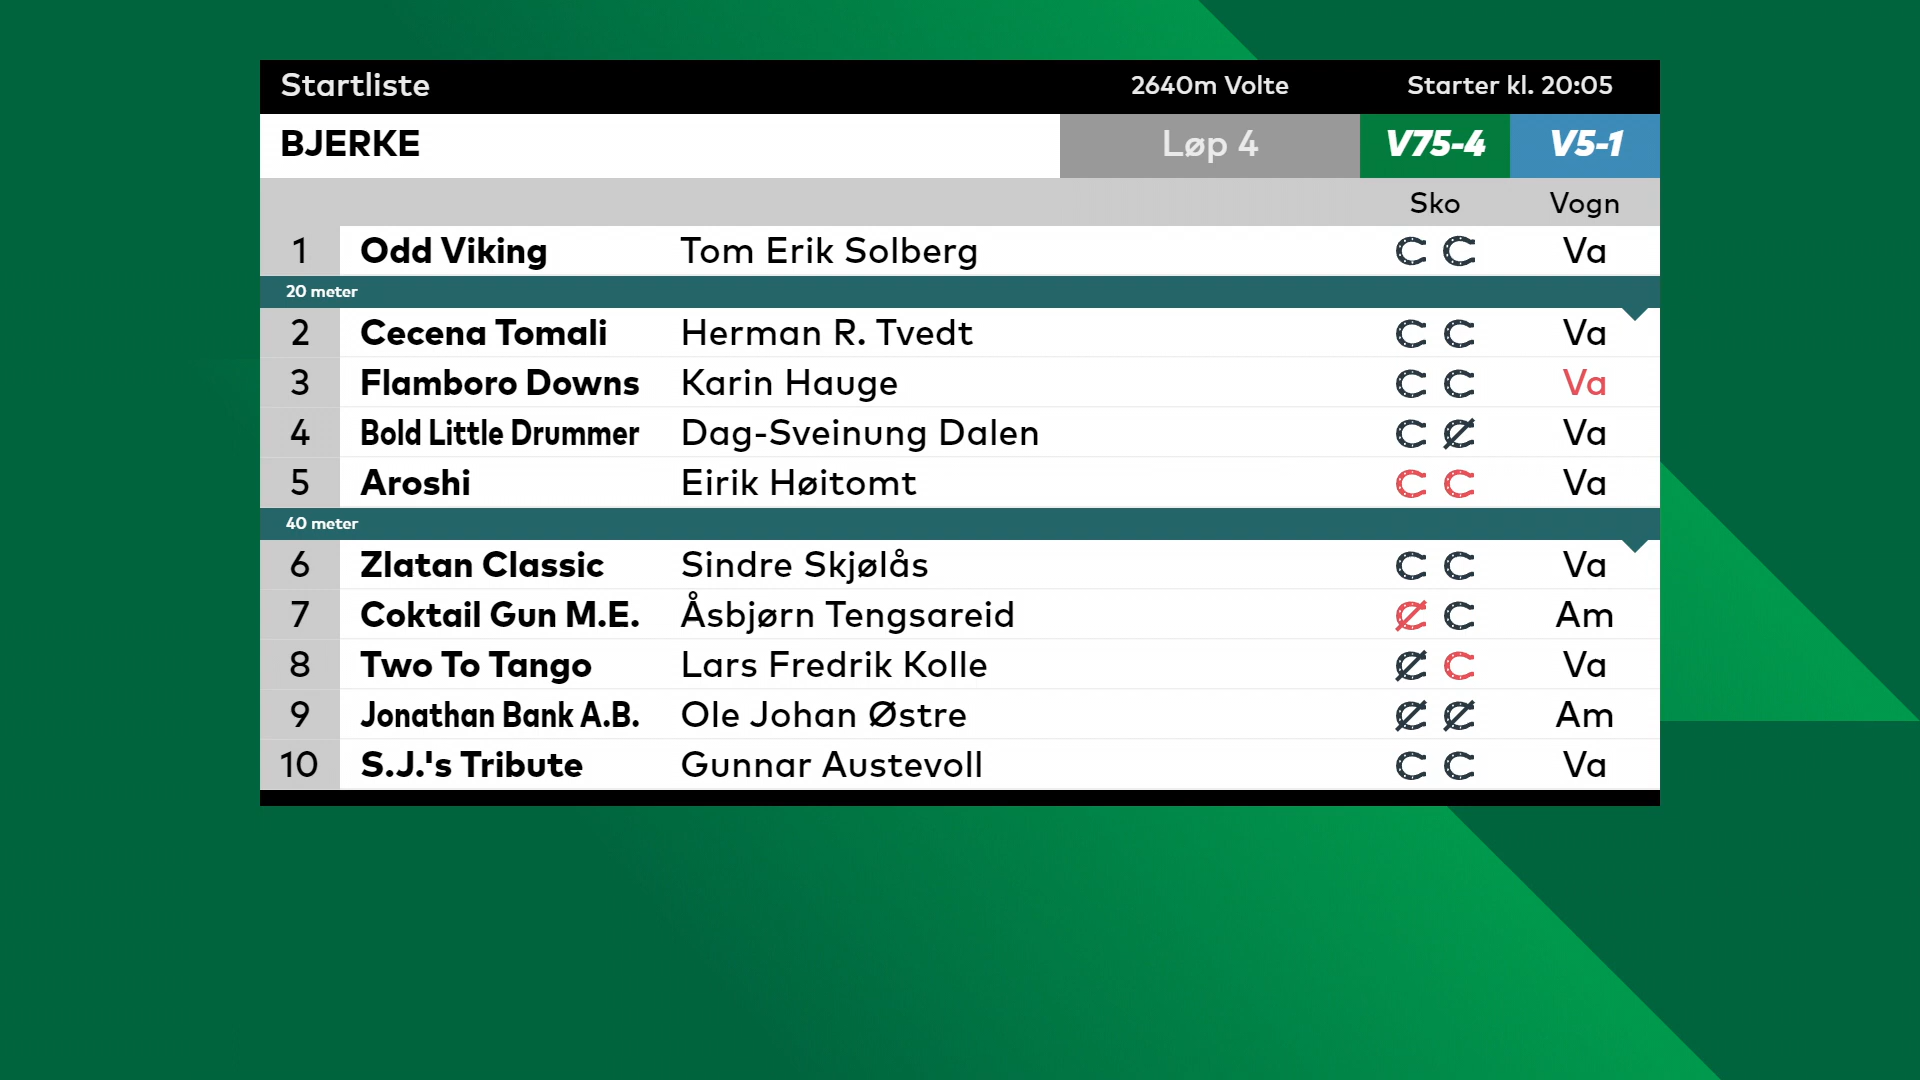 Startliste 2640m Volte Starter kl. 20:05
BJERKE Løp 4 V75-4 V5-1
Sko Vogn
1 Odd Viking Tom Erik Solberg Va
20 meter
2 Cecena Tomali Herman R. Tvedt Va
3 Flamboro Downs Karin Hauge Va
4 Bold Little Drummer Dag-Sveinung Dalen Va
5 Aroshi Eirik Høitomt Va
40 meter
6 Zlatan Classic Sindre Skjølås Va
7 Coktail Gun M.E. Åsbjørn Tengsareid Am
8 Two To Tango Lars Fredrik Kolle Va
9 Jonathan Bank A.B. Ole Johan Østre Am
10 S.J.'s Tribute Gunnar Austevoll Va